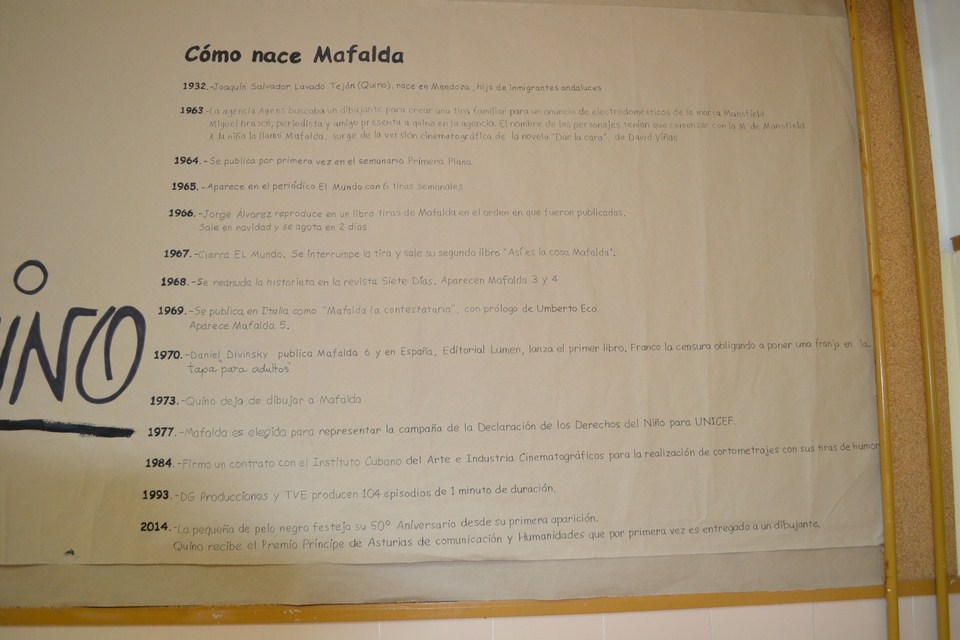 Cómo nace Mafalda
1932.-Joaquín Salvador Lavado Tejón (Quino), nace en Mendoza, hijo de inmigrantes andaluces
1963-La agencia Agens buscaba un dibujante para crear una tira familiar para un anuncio de electrodomésticos de la marca Mansfield
Miguel brascó, periodista y amigo presenta a quino en la agencia. El nombre de los personajes tenían que comenzar con la M de Mansfield.
A la niña la llamó Mafalda, surge de la versión cinematográfica de la novela "Dar la cara", de David Viñas
1964.-Se publica por primera vez en el semanario Primera Plana
1965.-Aparece en el periódico El Mundo con 6 tiras semanales
1966.-Jorge Álvarez reproduce en un libro tiras de Mafalda en el orden en que fueron publicadas.
Sale en navidad y se agota en 2 días
1967.-Cierra EL Mundo. Se interrumpe la tira y sale su segundo libro "Así es la cosa Mafalda".
1968.-Se reanuda la historieta en la revista Siete Días. Aparecen Mafalda 3 y 4
1969.-Se publica en Italia como "Mafalda la contestataria", con prólogo de Umberto Eco
Aparece Mafalda 5.
UINO
1970.-Daniel Divinsky publica Mafalda 6 y en España, Editorial Lumen, lanza el primer libro. Franco la censura obligando a poner una franja en la
tapa "para adultos"
1973.-Quino deja de dibujar a Mafalda
1977.-Mafalda es elegida para representar la campaña de la Declaración de los Derechos del Niño para UNICEF.
1984.-Firma un contrato con el Instituto Cubano del Arte e Industria Cinematográficos para la realización de cortometrajes con sus tiras de humor
1993.-DG Producciones y TVE producen 104 episodios de 1 minuto de duración.
2014.-La pequeña de pelo negro festeja su 50º Aniversario desde su primera aparición.
Quino recibe el Premio Príncipe de Asturias de comunicación y Humanidades que por primera vez es entregado a un dibujante.